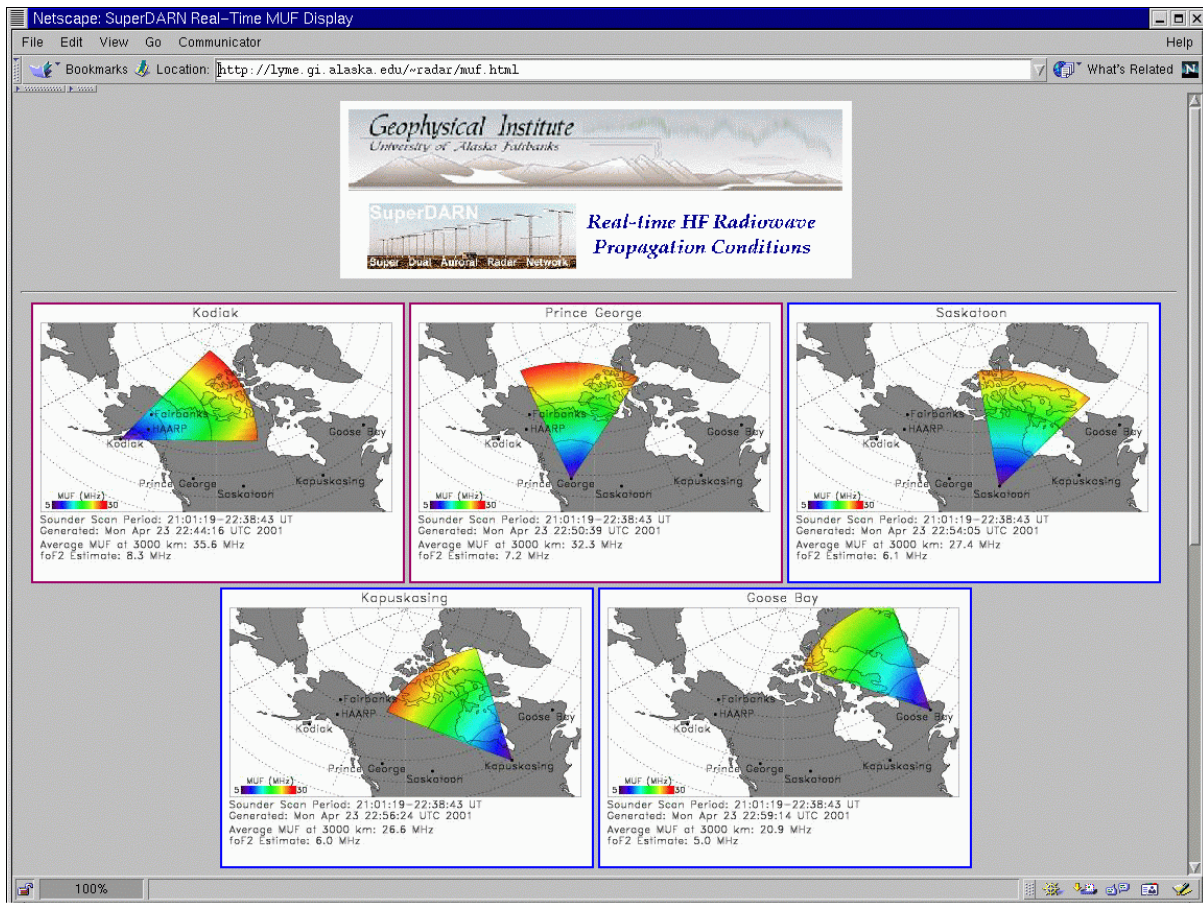 Netscape: SuperDARN Real-Time MUF Display
File Edit View Go Communicator Help
Bookmarks Location: http://lyme.gi.alaska.edu/~radar/muf.html What's Related N
Geophysical Institute
University of Alaska Fairbanks
SuperDARN
Super Dual Auroral Radar Network
Real-time HF Radiowave
Propagation Conditions
Kodiak
Fairbanks
HAARP
Kodiak
Goose Bay
Prince George
Saskatoon
Kapuskasing
MUF (MHz)
5 30
Sounder Scan Period: 21:01:19-22:38:43 UT
Generated: Mon Apr 23 22:44:16 UTC 2001
Average MUF at 3000 km: 35.6 MHz
foF2 Estimate: 8.3 MHz
Prince George
Fairbanks
HAARP
Kodiak
Goose Bay
Prince George
Saskatoon
Kapuskasing
MUF (MHz)
5 30
Sounder Scan Period: 21:01:19-22:38:43 UT
Generated: Mon Apr 23 22:50:39 UTC 2001
Average MUF at 3000 km: 32.3 MHz
foF2 Estimate: 7.2 MHz
Saskatoon
Fairbanks
HAARP
Kodiak
Goose Bay
Prince George
Saskatoon
Kapuskasing
MUF (MHz)
5 30
Sounder Scan Period: 21:01:19-22:38:43 UT
Generated: Mon Apr 23 22:54:05 UTC 2001
Average MUF at 3000 km: 27.4 MHz
foF2 Estimate: 6.1 MHz
Kapuskasing
Fairbanks
HAARP
Kodiak
Goose Bay
Prince George
Saskatoon
Kapuskasing
MUF (MHz)
5 30
Sounder Scan Period: 21:01:19-22:38:43 UT
Generated: Mon Apr 23 22:56:24 UTC 2001
Average MUF at 3000 km: 26.6 MHz
foF2 Estimate: 6.0 MHz
Goose Bay
Fairbanks
HAARP
Kodiak
Goose Bay
Prince George
Saskatoon
Kapuskasing
MUF (MHz)
5 30
Sounder Scan Period: 21:01:19-22:38:43 UT
Generated: Mon Apr 23 22:59:14 UTC 2001
Average MUF at 3000 km: 20.9 MHz
foF2 Estimate: 5.0 MHz
100%